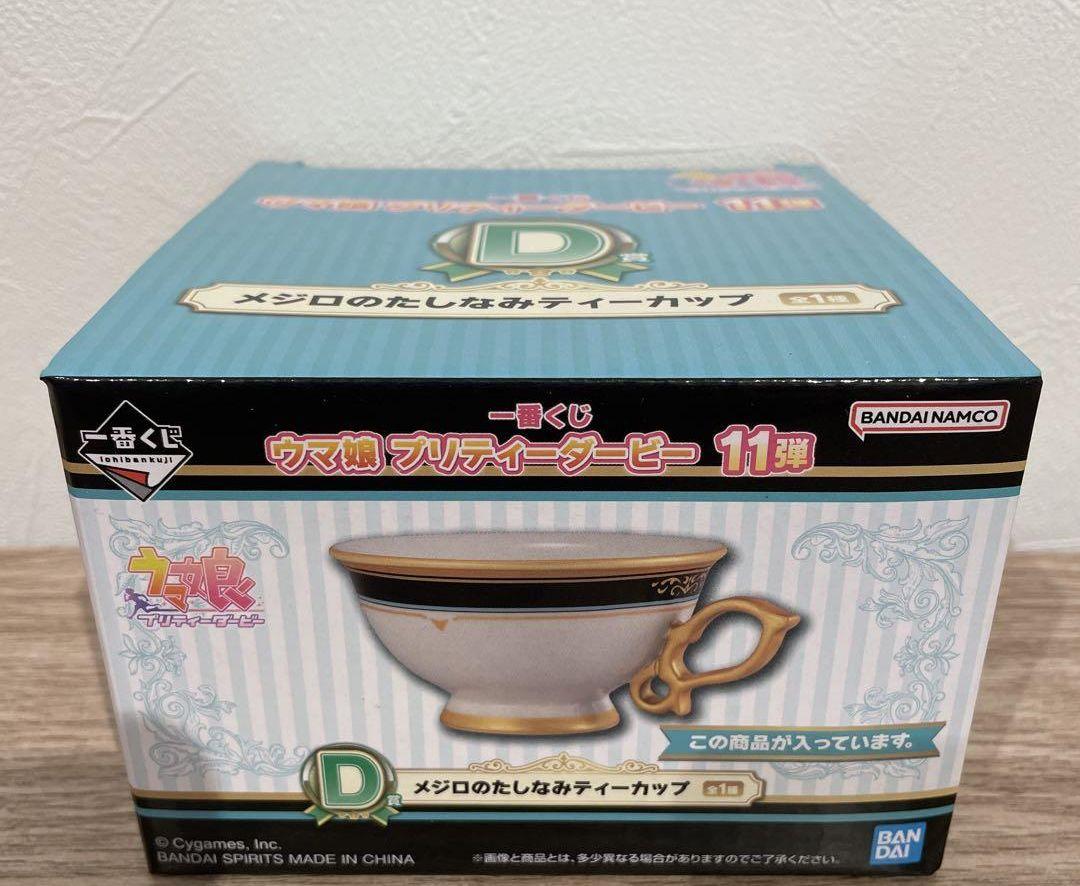 一番くじ
ウマ娘 プリティーダービー 11弾
D賞
メジロのたしなみティーカップ 全1種
一番くじ
ichibankuji
一番くじ
ウマ娘 プリティーダービー 11弾
BANDAI NAMCO
ウマ娘
プリティーダービー
この商品が入っています。
D賞
メジロのたしなみティーカップ 全1種
© Cygames, Inc.
BANDAI SPIRITS MADE IN CHINA
※画像と商品とは、多少異なる場合がありますのでご了承ください。
BAN
DAI